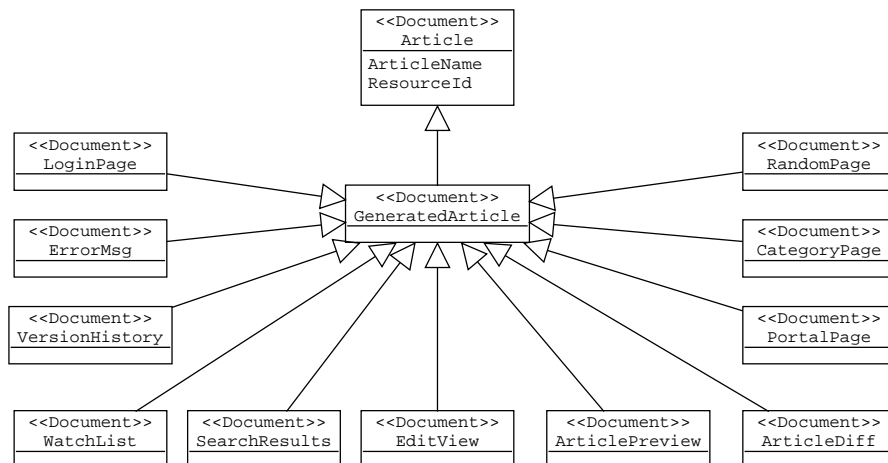 <<Document>>
Article
ArticleName
ResourceId
<<Document>>
LoginPage
<<Document>>
RandomPage
<<Document>>
GeneratedArticle
<<Document>>
ErrorMsg
<<Document>>
CategoryPage
<<Document>>
VersionHistory
<<Document>>
PortalPage
<<Document>>
WatchList
<<Document>>
SearchResults
<<Document>>
EditView
<<Document>>
ArticlePreview
<<Document>>
ArticleDiff